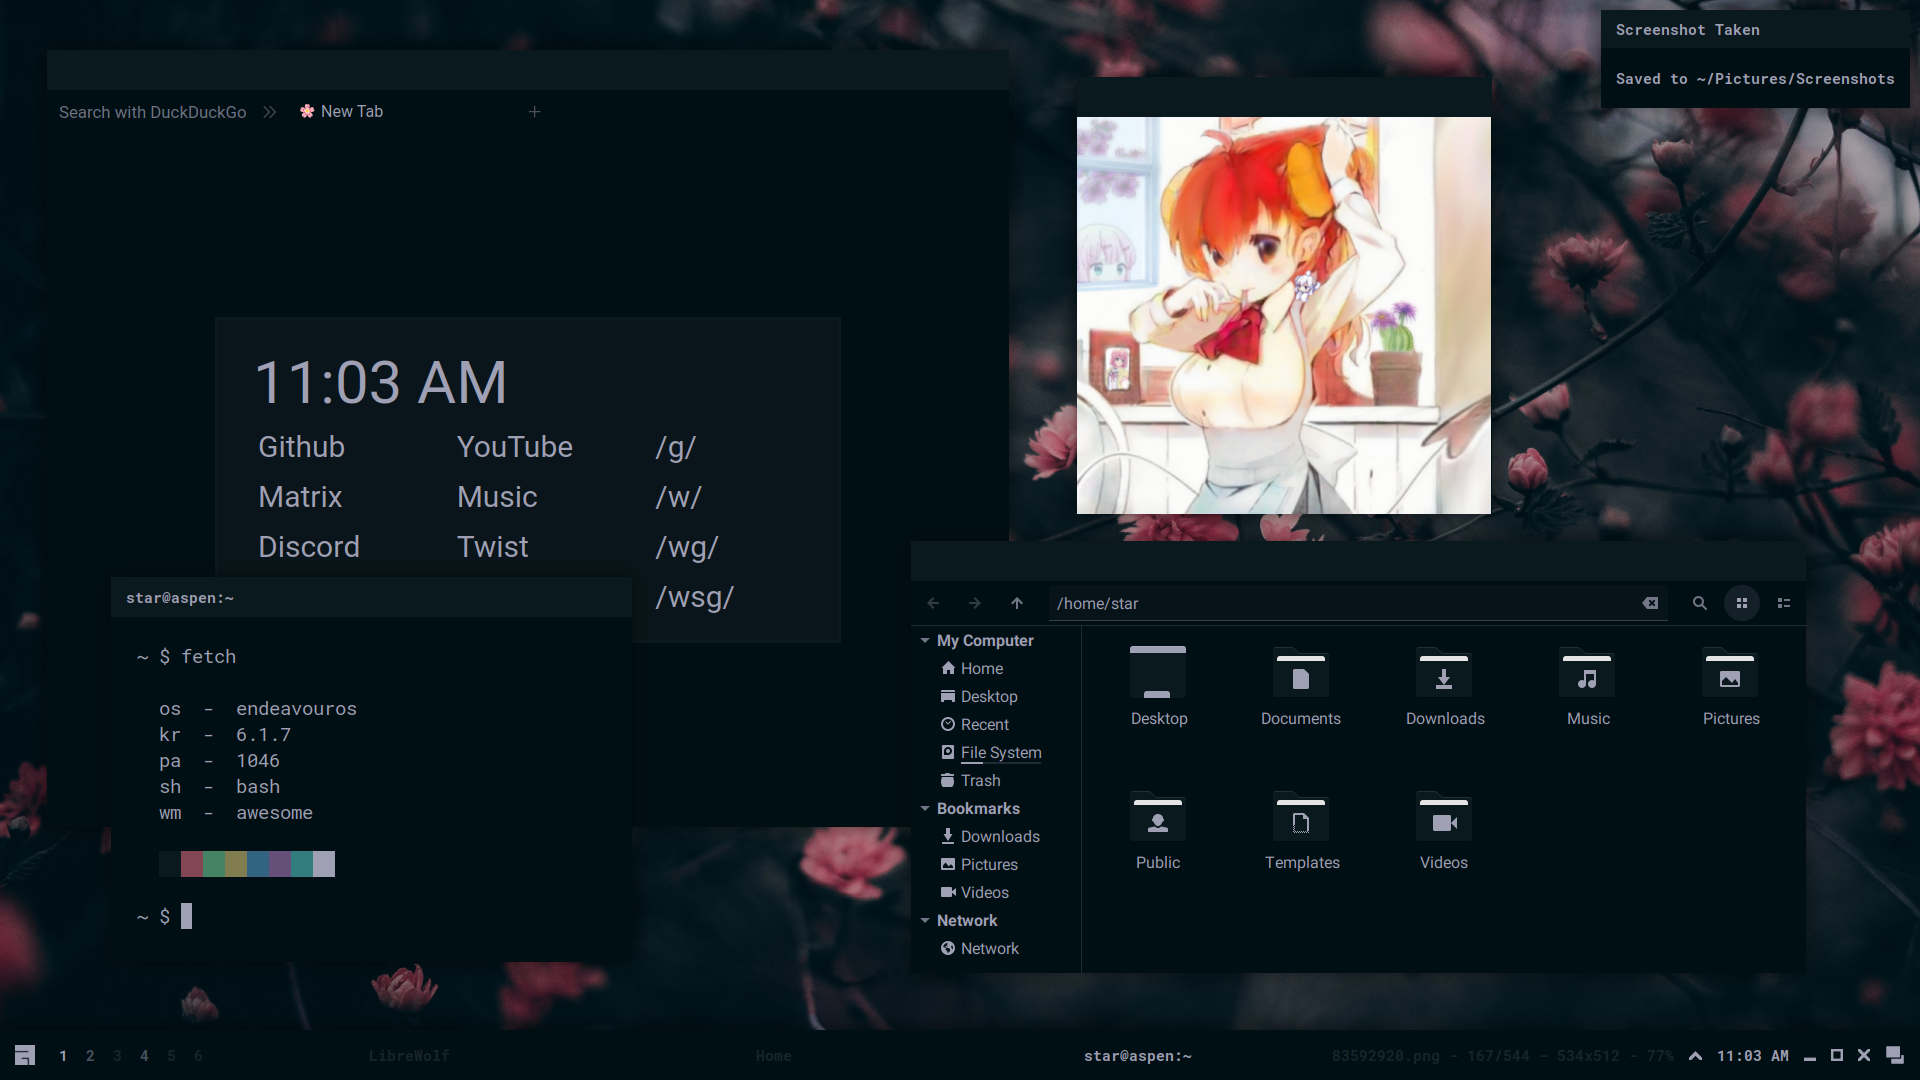 Screenshot Taken
Saved to ~/Pictures/Screenshots
Search with DuckDuckGo
New Tab
11:03 AM
Github YouTube /g/
Matrix Music /w/
Discord Twist /wg/
/wsg/
star@aspen:~
~ $ fetch
os - endeavouros
kr - 6.1.7
pa - 1046
sh - bash
wm - awesome
~ $
/home/star
My Computer
Home
Desktop
Recent
File System
Trash
Bookmarks
Downloads
Pictures
Videos
Network
Network
Desktop Documents Downloads Music Pictures
Public Templates Videos
1 2 3 4 5 6 LibreWolf Home star@aspen:~ 83592920.png - 167/544 - 534x512 - 77% 11:03 AM